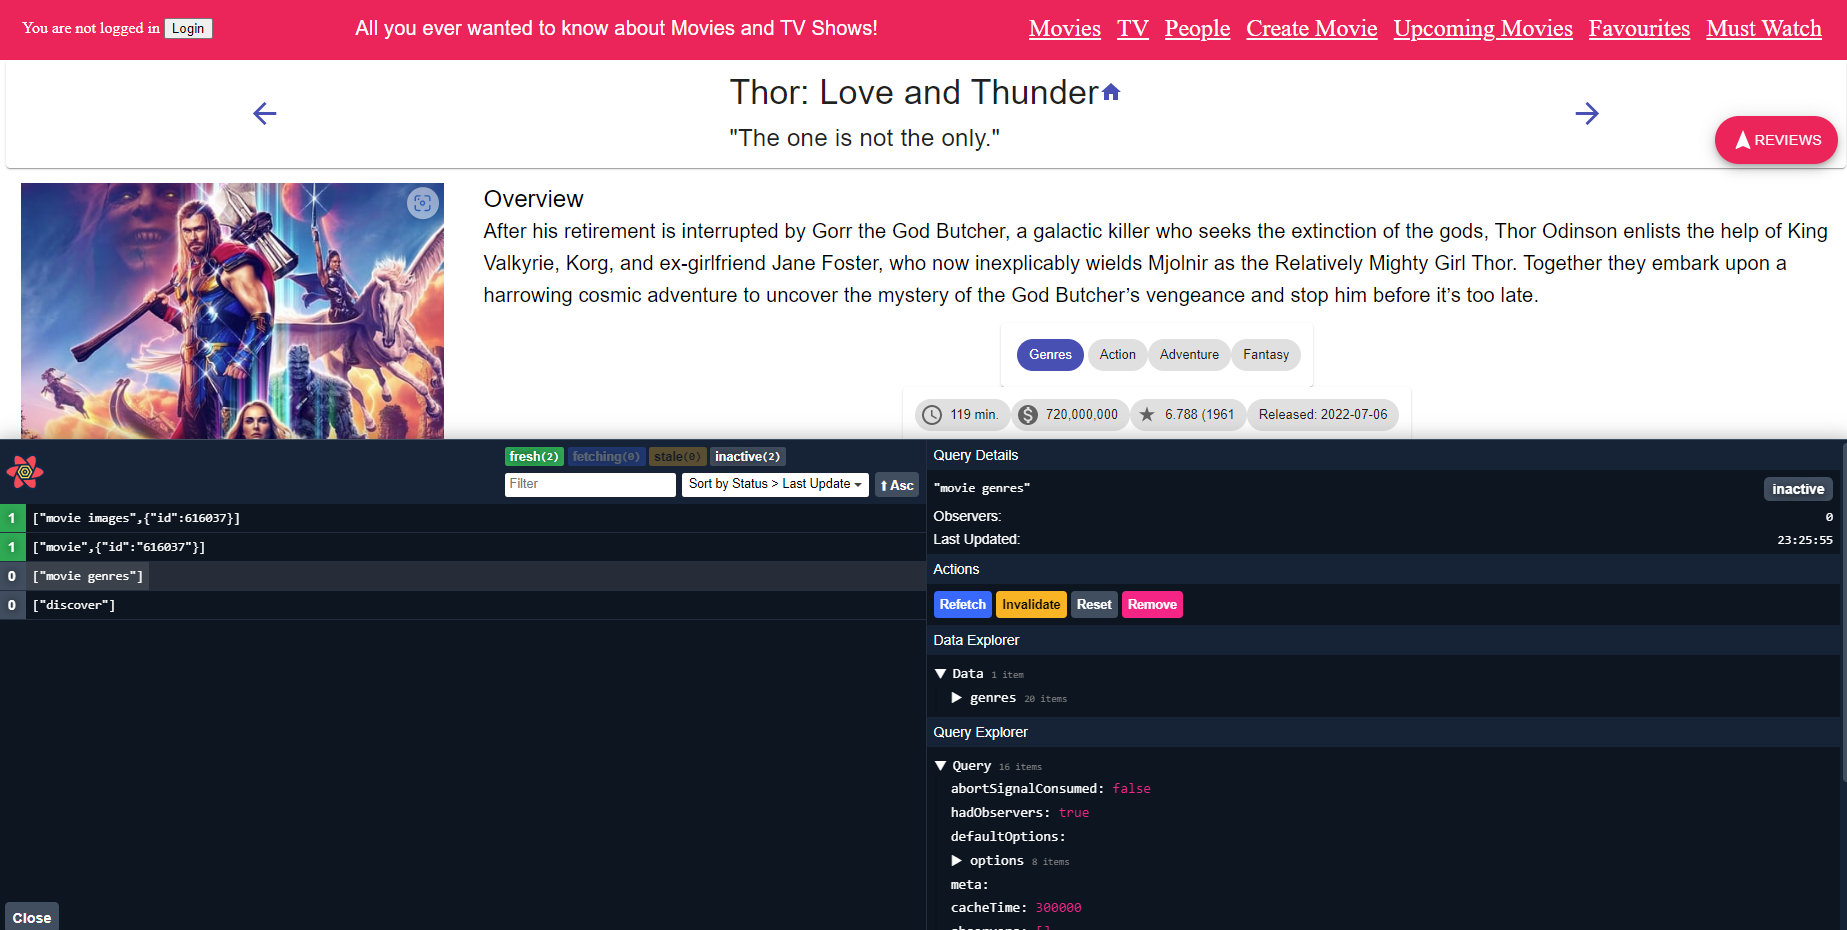 You are not logged in Login
All you ever wanted to know about Movies and TV Shows!
Movies TV People Create Movie Upcoming Movies Favourites Must Watch
Thor: Love and Thunder
"The one is not the only."
REVIEWS
Overview
After his retirement is interrupted by Gorr the God Butcher, a galactic killer who seeks the extinction of the gods, Thor Odinson enlists the help of King
Valkyrie, Korg, and ex-girlfriend Jane Foster, who now inexplicably wields Mjolnir as the Relatively Mighty Girl Thor. Together they embark upon a
harrowing cosmic adventure to uncover the mystery of the God Butcher’s vengeance and stop him before it’s too late.
Genres Action Adventure Fantasy
119 min. 720,000,000 6.788 (1961 Released: 2022-07-06
fresh(2) fetching(0) stale(0) inactive(2)
Filter Sort by Status > Last Update ⬆ Asc
1 ["movie images",{"id":616037}]
1 ["movie",{"id":"616037"}]
0 ["movie genres"]
0 ["discover"]
Close
Query Details
"movie genres" inactive
Observers: 0
Last Updated: 23:25:55
Actions
Refetch Invalidate Reset Remove
Data Explorer
▼ Data 1 item
▶ genres 20 items
Query Explorer
▼ Query 16 items
abortSignalConsumed: false
hadObservers: true
defaultOptions:
▶ options 8 items
meta:
cacheTime: 300000